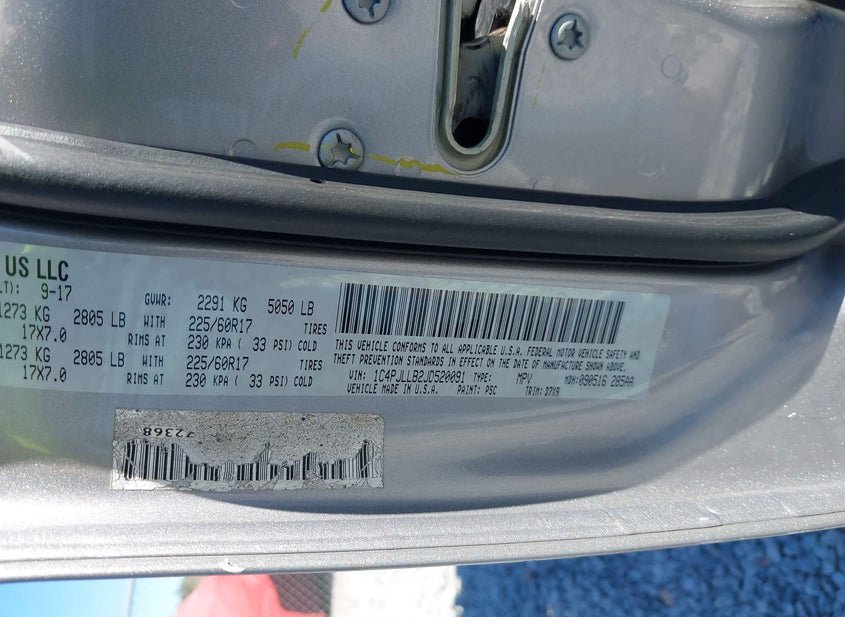 US LLC
LT): 9-17
GVWR: 2291 KG 5050 LB
1273 KG 2805 LB WITH 225/60R17 TIRES
17X7.0 RIMS AT 230 KPA ( 33 PSI) COLD
1273 KG 2805 LB WITH 225/60R17 TIRES
17X7.0 RIMS AT 230 KPA ( 33 PSI) COLD
THIS VEHICLE CONFORMS TO ALL APPLICABLE U.S.A. FEDERAL MOTOR VEHICLE SAFETY AND
THEFT PREVENTION STANDARDS IN EFFECT ON THE DATE OF MANUFACTURE SHOWN ABOVE.
VIN: 1C4PJLLB2JD520091 TYPE: MPV MDH:090516 285AA
VEHICLE MADE IN U.S.A. PAINT: PSC TRIM: D7X9
72368